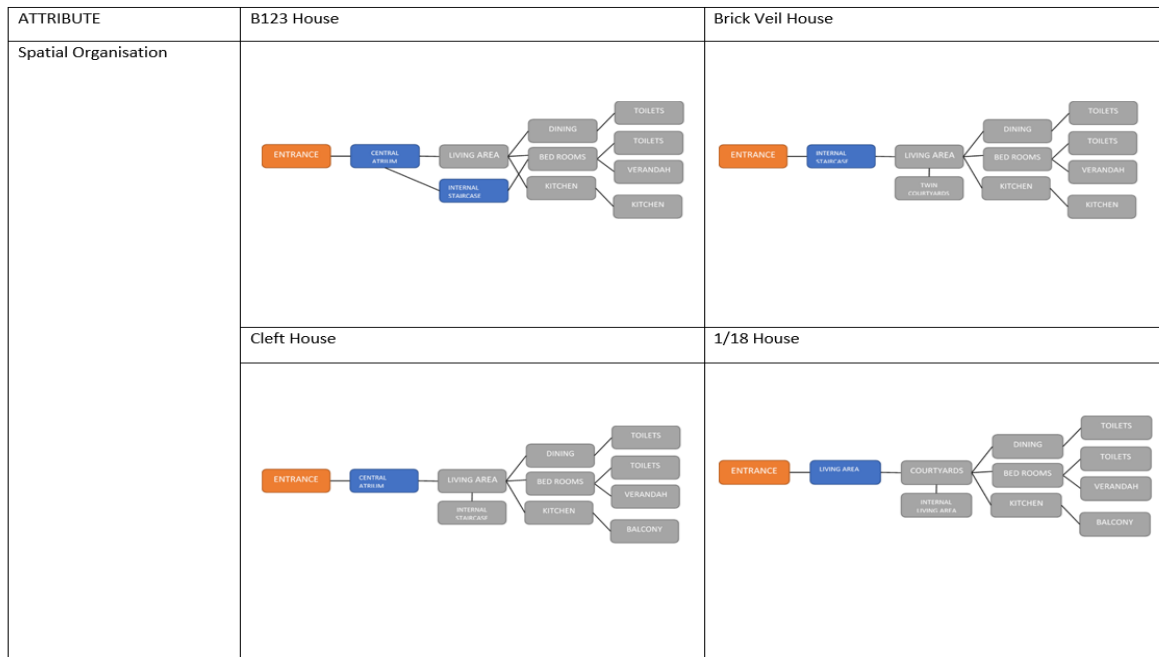 ATTRIBUTE
B123 House
Brick Veil House
Spatial Organisation
ENTRANCE
CENTRAL
ATRIUM
LIVING AREA
INTERNAL
STAIRCASE
DINING
BED ROOMS
KITCHEN
TOILETS
TOILETS
VERANDAH
KITCHEN
ENTRANCE
INTERNAL
STAIRCASE
LIVING AREA
TWIN
COURTYARDS
DINING
BED ROOMS
KITCHEN
TOILETS
TOILETS
VERANDAH
KITCHEN
Cleft House
1/18 House
ENTRANCE
CENTRAL
ATRIUM
LIVING AREA
INTERNAL
STAIRCASE
DINING
BED ROOMS
KITCHEN
TOILETS
TOILETS
VERANDAH
BALCONY
ENTRANCE
LIVING AREA
COURTYARDS
INTERNAL
LIVING AREA
DINING
BED ROOMS
KITCHEN
TOILETS
TOILETS
VERANDAH
BALCONY